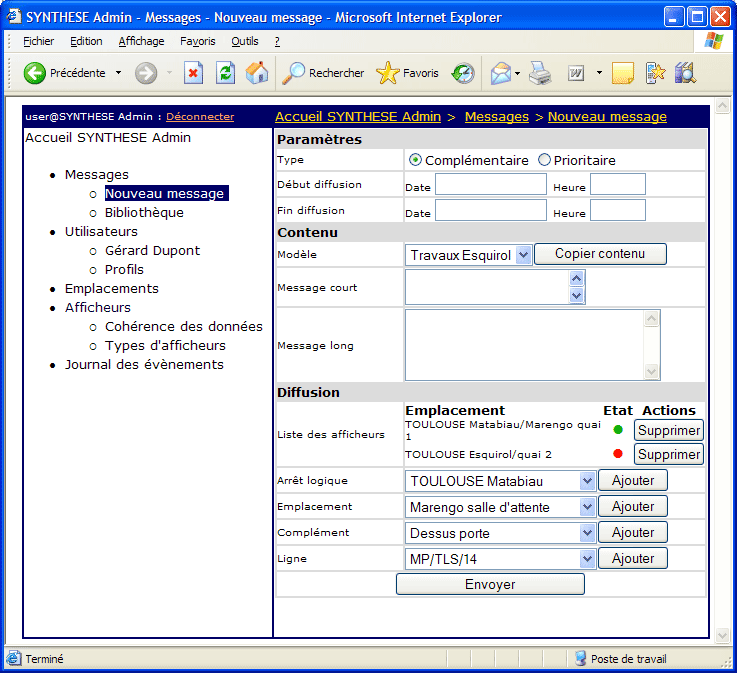 SYNTHESE Admin - Messages - Nouveau message - Microsoft Internet Explorer
Fichier Edition Affichage Favoris Outils ?
Précédente Rechercher Favoris
user@SYNTHESE Admin : Déconnecter
Accueil SYNTHESE Admin > Messages > Nouveau message
Accueil SYNTHESE Admin
Messages
Nouveau message
Bibliothèque
Utilisateurs
Gérard Dupont
Profils
Emplacements
Afficheurs
Cohérence des données
Types d'afficheurs
Journal des évènements
Paramètres
Type Complémentaire Prioritaire
Début diffusion Date Heure
Fin diffusion Date Heure
Contenu
Modèle Travaux Esquirol Copier contenu
Message court
Message long
Diffusion
Emplacement Etat Actions
Liste des afficheurs
TOULOUSE Matabiau/Marengo quai
1
Supprimer
TOULOUSE Esquirol/quai 2 Supprimer
Arrêt logique TOULOUSE Matabiau Ajouter
Emplacement Marengo salle d'attente Ajouter
Complément Dessus porte Ajouter
Ligne MP/TLS/14 Ajouter
Envoyer
Terminé Poste de travail